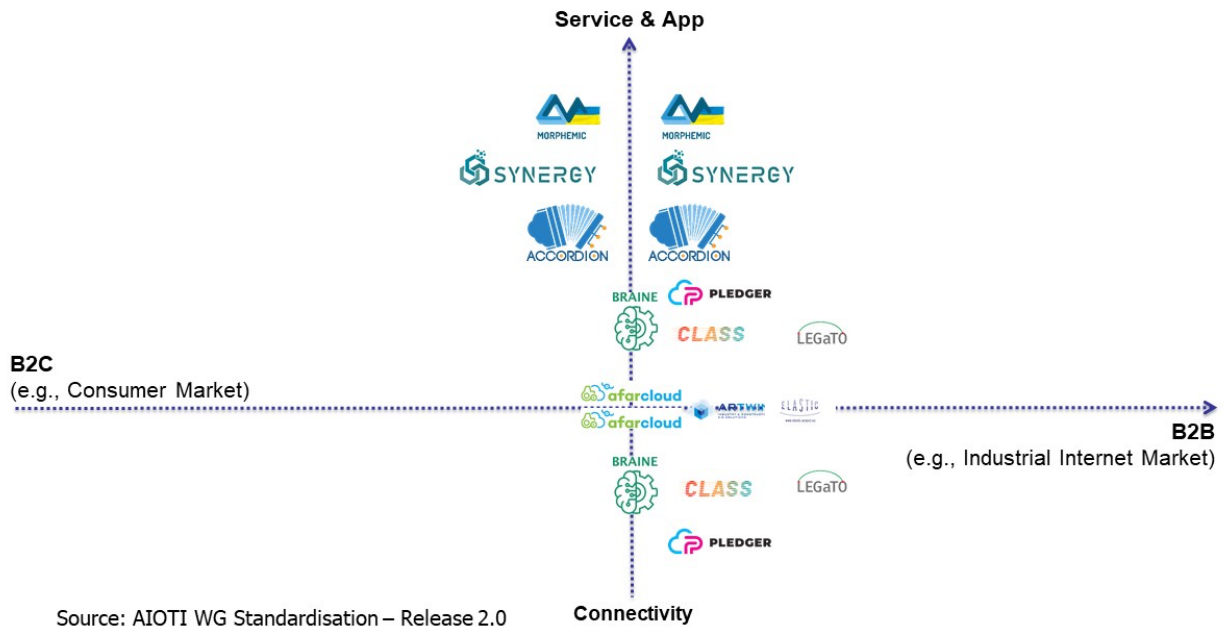 Service & App
MORPHEMIC MORPHEMIC
SYNERGY SYNERGY
ACCORDION ACCORDION
BRAINE PLEDGER
CLASS LEGaTO
B2C
(e.g., Consumer Market)
afarcloud
ELASTIC
afarcloud
B2B
(e.g., Industrial Internet Market)
BRAINE
CLASS LEGaTO
PLEDGER
Source: AIOTI WG Standardisation – Release 2.0
Connectivity